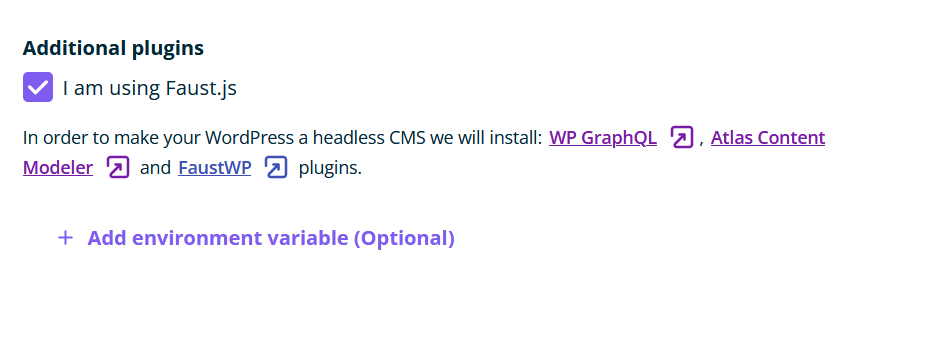 Additional plugins
I am using Faust.js
In order to make your WordPress a headless CMS we will install: WP GraphQL , Atlas Content
Modeler and FaustWP plugins.
+ Add environment variable (Optional)